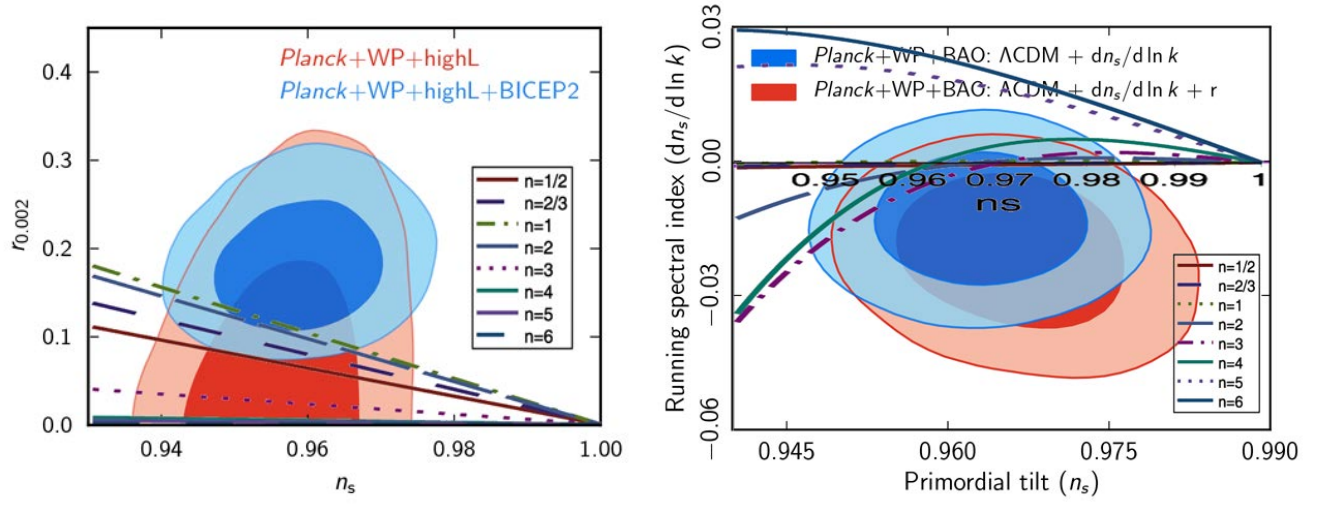 Planck+WP+highL
Planck+WP+highL+BICEP2
0.4
0.3
0.2
0.1
0.0
r0.002
n=1/2
n=2/3
n=1
n=2
n=3
n=4
n=5
n=6
0.94 0.96 0.98 1.00
ns
0.03
0.00
−0.03
−0.06
Running spectral index (dns/d ln k)
Planck+WP+BAO: ΛCDM + dns/d ln k
Planck+WP+BAO: ΛCDM + dns/d ln k + r
0.95 0.96 0.97 0.98 0.99 1
ns
n=1/2
n=2/3
n=1
n=2
n=3
n=4
n=5
n=6
0.945 0.960 0.975 0.990
Primordial tilt (ns)